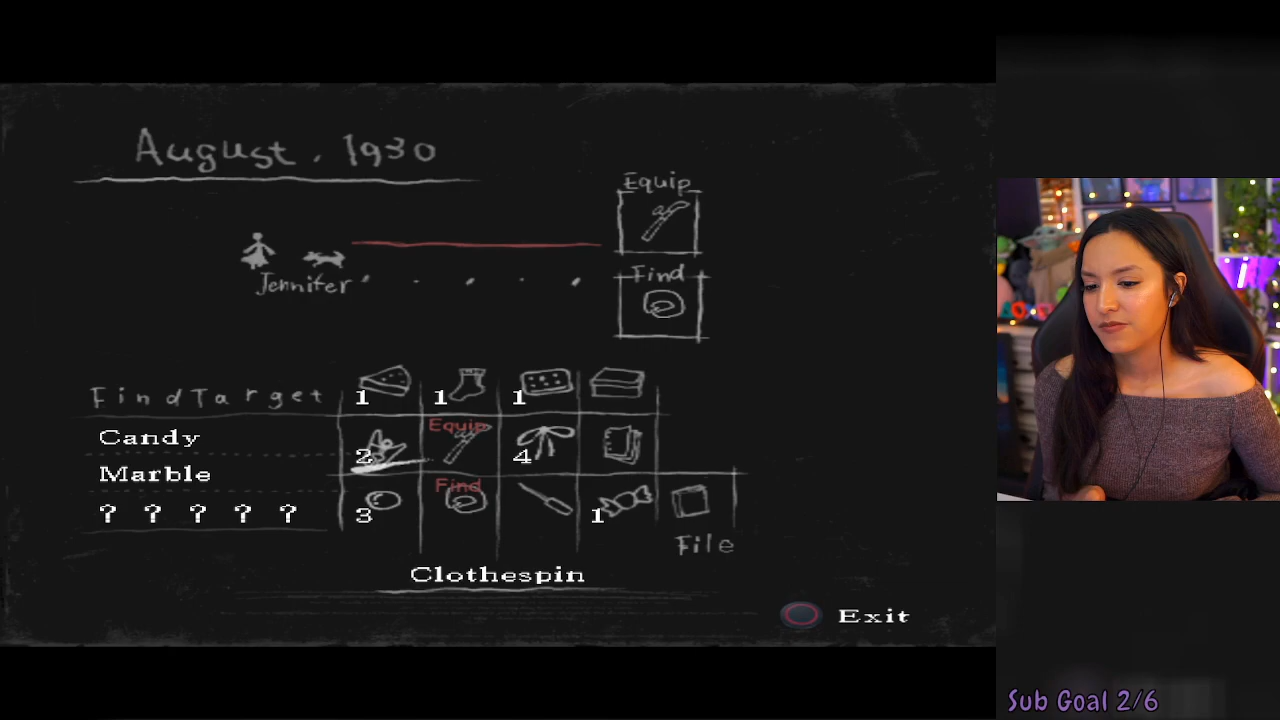 August, 1930
Equip
Jennifer
Find
Find Target
1
1
1
Candy
2
Equip
4
Marble
? ? ? ? ?
3
Find
1
File
Clothespin
Exit
Sub Goal 2/6